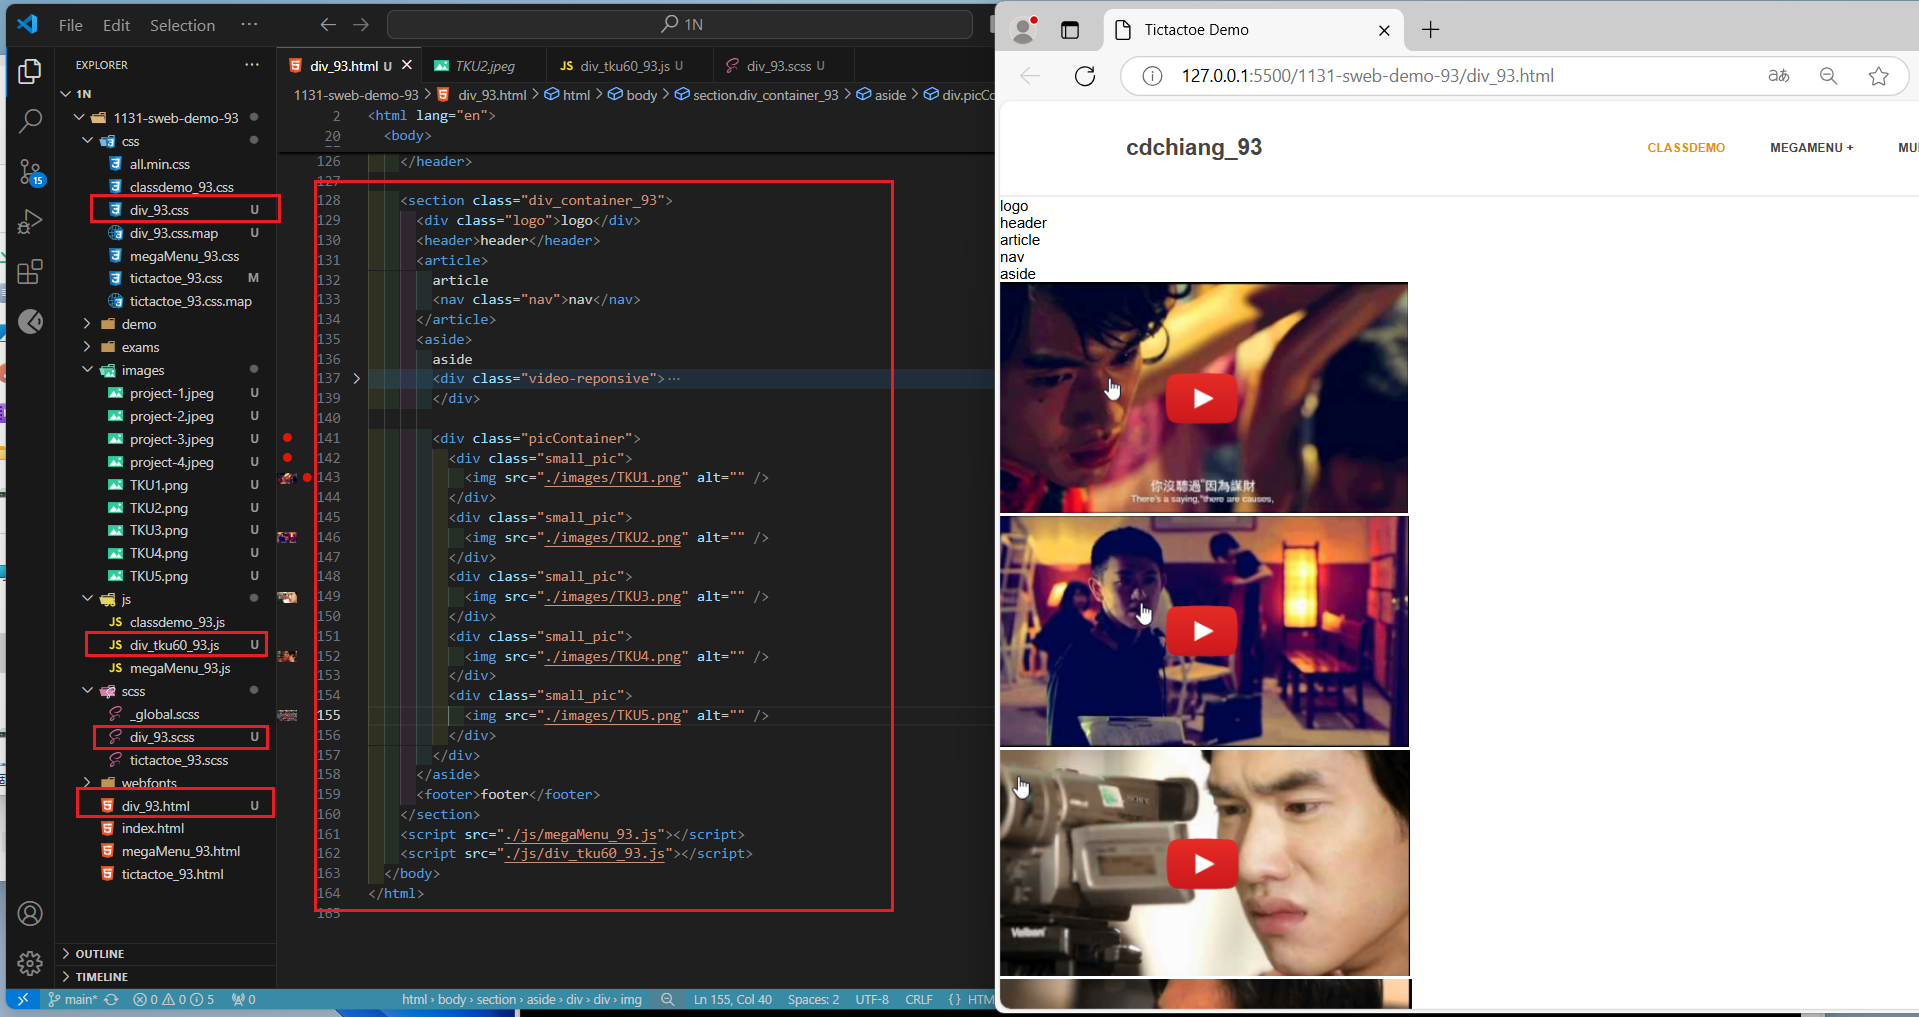 File Edit Selection ··· 1N
EXPLORER ···
1N
1131-sweb-demo-93
css
all.min.css
classdemo_93.css
div_93.css U
div_93.css.map U
megaMenu_93.css
tictactoe_93.css M
tictactoe_93.css.map
demo
exams
images
project-1.jpeg U
project-2.jpeg U
project-3.jpeg U
project-4.jpeg U
TKU1.png U
TKU2.png U
TKU3.png U
TKU4.png U
TKU5.png U
js
classdemo_93.js
div_tku60_93.js U
megaMenu_93.js
scss
_global.scss
div_93.scss U
tictactoe_93.scss
webfonts
div_93.html U
index.html
megaMenu_93.html
tictactoe_93.html
OUTLINE
TIMELINE
15
div_93.html U TKU2.jpeg div_tku60_93.js U div_93.scss U
1131-sweb-demo-93 > div_93.html > html > body > section.div_container_93 > aside > div.picCo
2 <html lang="en">
20 <body>
126 </header>
127
128 <section class="div_container_93">
129 <div class="logo">logo</div>
130 <header>header</header>
131 <article>
132 article
133 <nav class="nav">nav</nav>
134 </article>
135 <aside>
136 aside
137 <div class="video-reponsive">···
139 </div>
140
141 <div class="picContainer">
142 <div class="small_pic">
143 <img src="./images/TKU1.png" alt="" />
144 </div>
145 <div class="small_pic">
146 <img src="./images/TKU2.png" alt="" />
147 </div>
148 <div class="small_pic">
149 <img src="./images/TKU3.png" alt="" />
150 </div>
151 <div class="small_pic">
152 <img src="./images/TKU4.png" alt="" />
153 </div>
154 <div class="small_pic">
155 <img src="./images/TKU5.png" alt="" />
156 </div>
157 </div>
158 </aside>
159 <footer>footer</footer>
160 </section>
161 <script src="./js/megaMenu_93.js"></script>
162 <script src="./js/div_tku60_93.js"></script>
163 </body>
164 </html>
165
main* 0 0 5 0 html › body › section › aside › div › div › img Ln 155, Col 40 Spaces: 2 UTF-8 CRLF {} HTM
Tictactoe Demo
127.0.0.1:5500/1131-sweb-demo-93/div_93.html
cdchiang_93 CLASSDEMO MEGAMENU + MU
logo
header
article
nav
aside
你沒聽過"因為謀財
There's a saying,"there are causes,
SONY